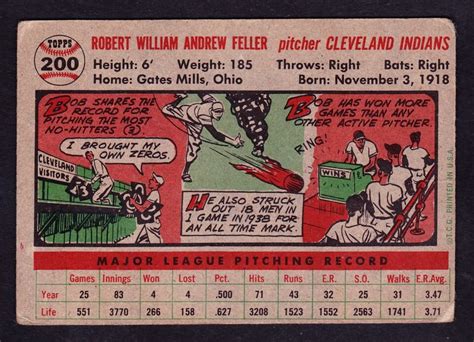 TOPPS
200
ROBERT WILLIAM ANDREW FELLER pitcher CLEVELAND INDIANS
Height: 6' Weight: 185 Throws: Right Bats: Right
Home: Gates Mills, Ohio Born: November 3, 1918
BOB SHARES THE
RECORD FOR
PITCHING THE MOST
NO-HITTERS (3)
I BROUGHT MY
OWN ZEROS.
CLEVELAND
VISITORS
HE ALSO STRUCK
OUT 18 MEN IN
1 GAME IN 1938 FOR
AN ALL TIME MARK.
BOB HAS WON MORE
GAMES THAN ANY
OTHER ACTIVE PITCHER.
RING!
WINS
©T.C.G. PRINTED IN U.S.A.
MAJOR LEAGUE PITCHING RECORD
Games Innings Won Lost Pct. Hits Runs E.R. S.O. Walks E.R.Avg.
Year 25 83 4 4 .500 71 43 32 25 31 3.47
Life 551 3770 266 158 .627 3208 1523 1352 2537 1742 3.21